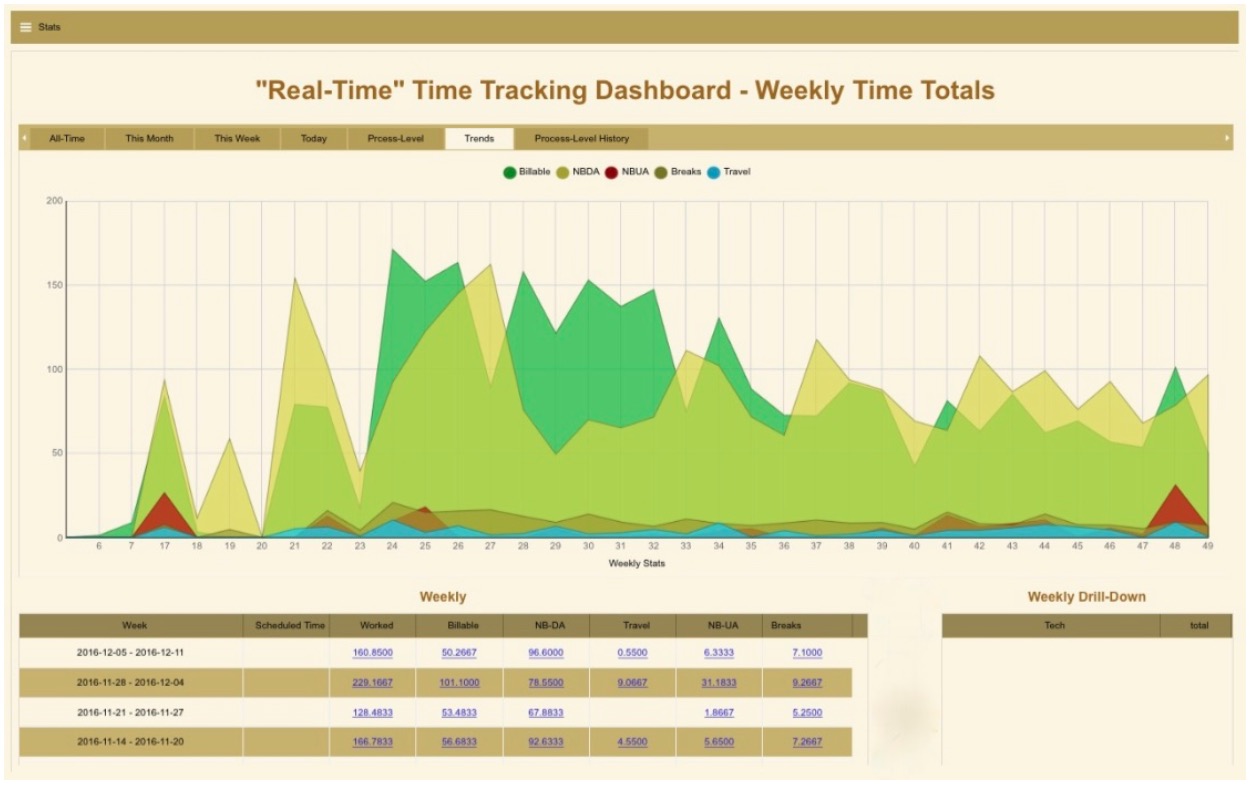 Stats
"Real-Time" Time Tracking Dashboard - Weekly Time Totals
All-Time This Month This Week Today Prcess-Level Trends Process-Level History
Billable NBDA NBUA Breaks Travel
200
150
100
50
0
6 7 17 18 19 20 21 22 23 24 25 26 27 28 29 30 31 32 33 34 35 36 37 38 39 40 41 42 43 44 45 46 47 48 49
Weekly Stats
Weekly
Week Scheduled Time Worked Billable NB-DA Travel NB-UA Breaks
2016-12-05 - 2016-12-11 160.8500 50.2667 96.6000 0.5500 6.3333 7.1000
2016-11-28 - 2016-12-04 229.1667 101.1000 78.5500 9.0667 31.1833 9.2667
2016-11-21 - 2016-11-27 128.4833 53.4833 67.8833 1.8667 5.2500
2016-11-14 - 2016-11-20 166.7833 56.6833 92.6333 4.5500 5.6500 7.2667
Weekly Drill-Down
Tech total